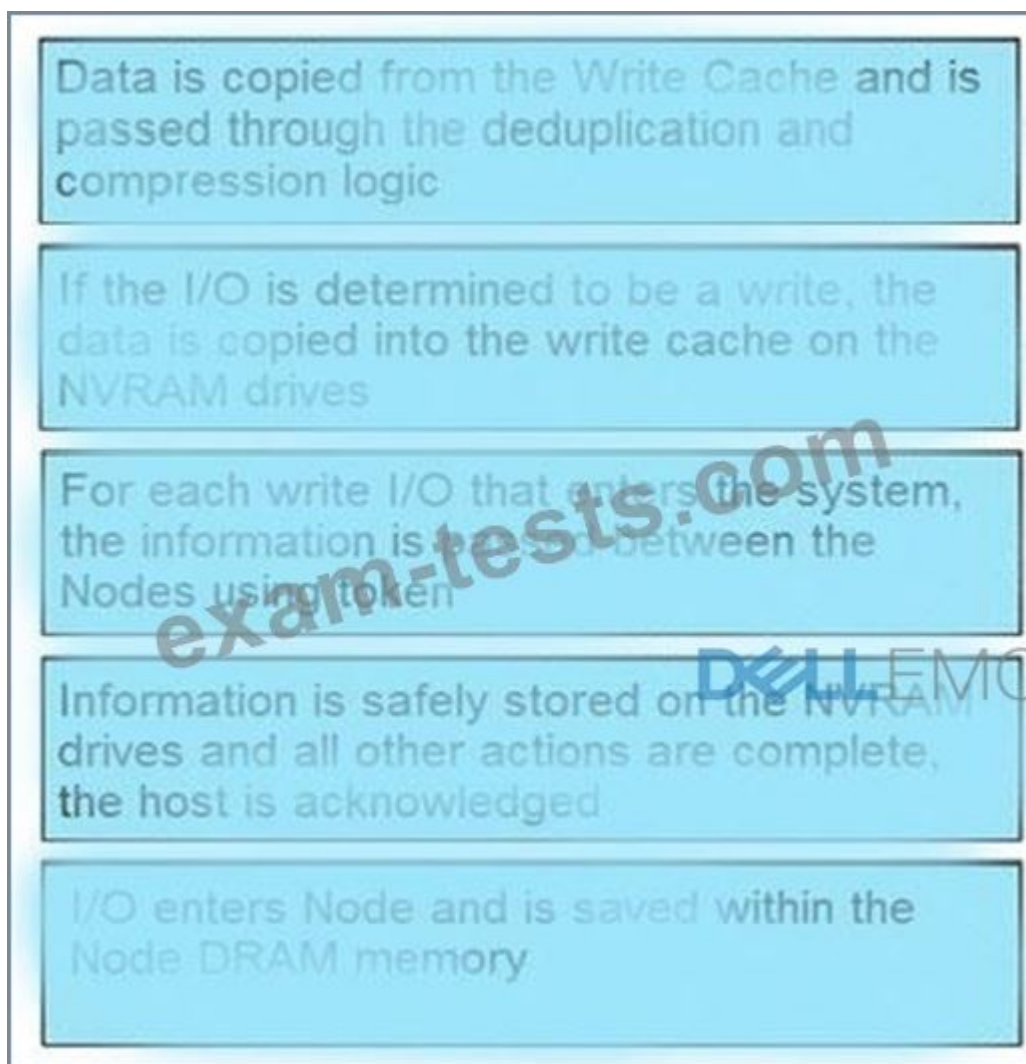 Data is copied from the Write Cache and is
passed through the deduplication and
compression logic
If the I/O is determined to be a write, the
data is copied into the write cache on the
NVRAM drives
For each write I/O that enters the system,
the information is passed between the
Nodes using token
exam-tests.com
DELL EMC
Information is safely stored on the NVRAM
drives and all other actions are complete,
the host is acknowledged
I/O enters Node and is saved within the
Node DRAM memory